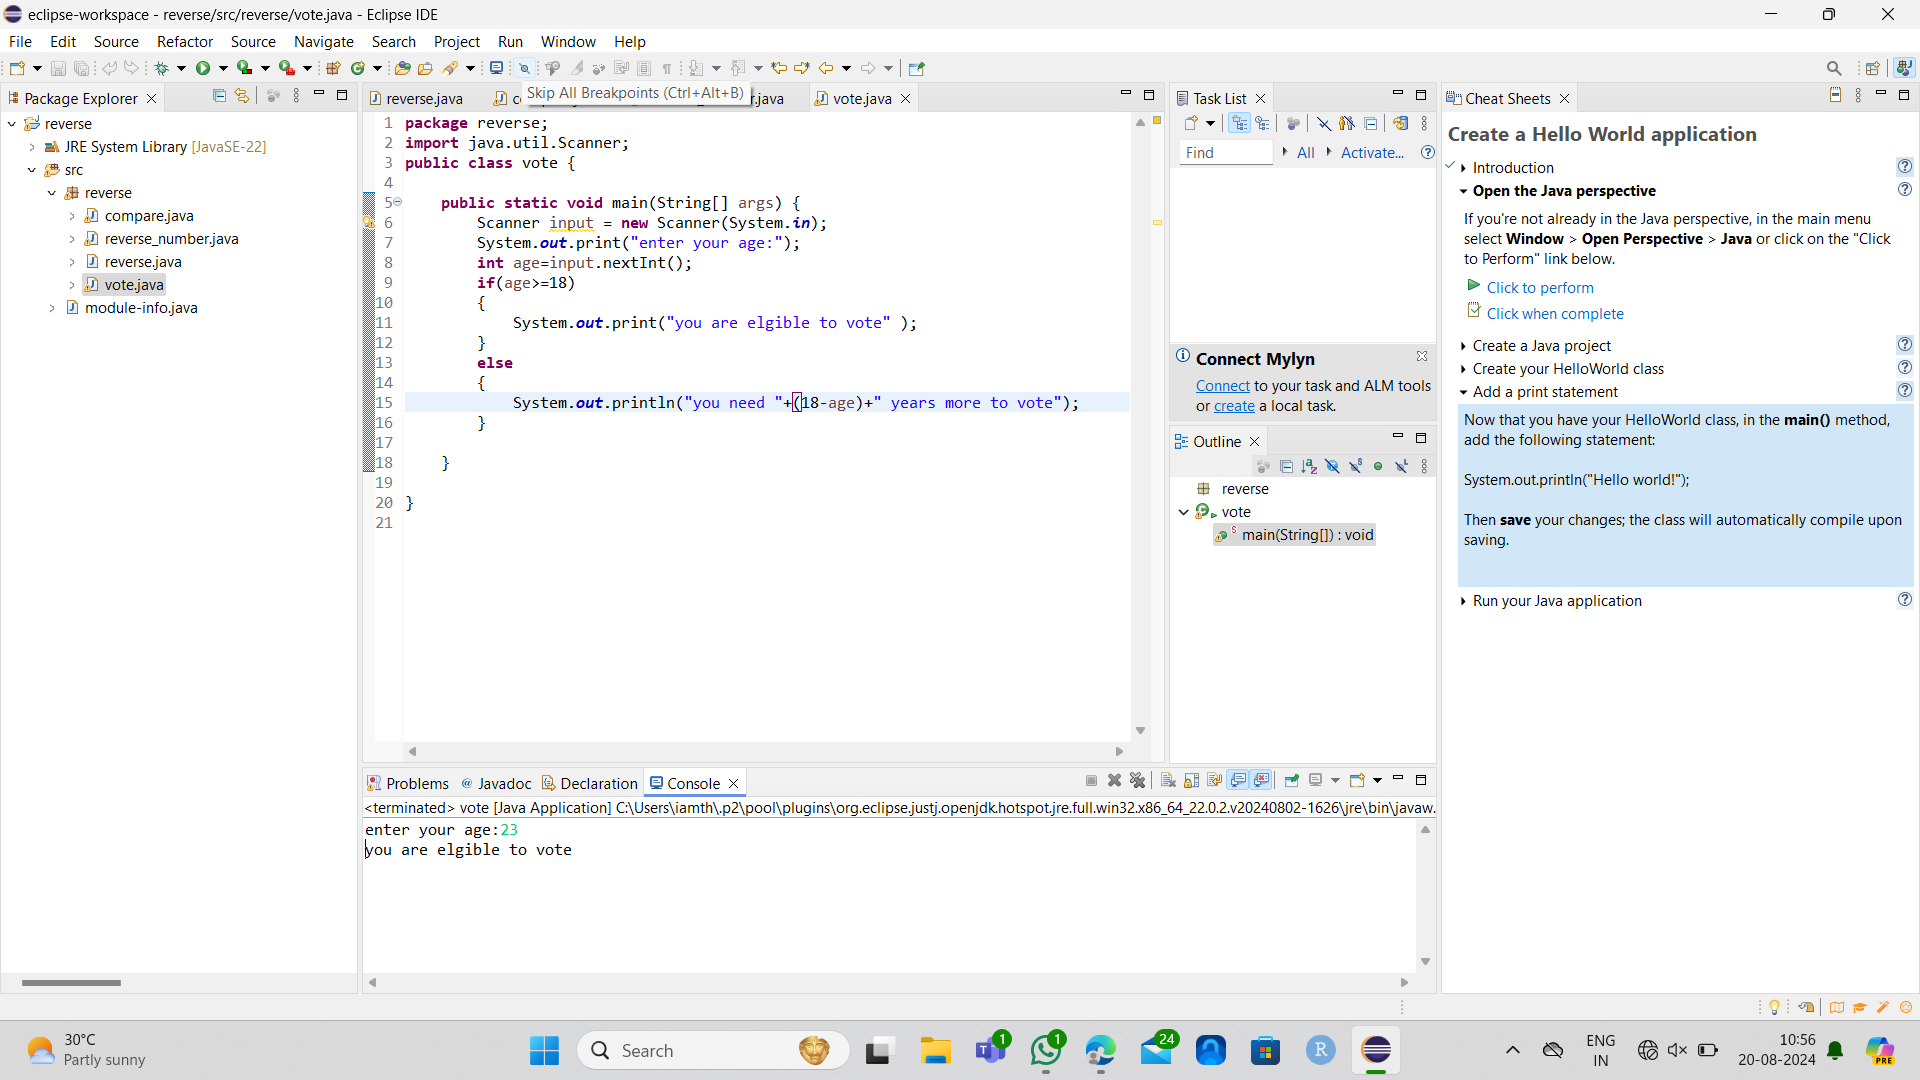 eclipse-workspace - reverse/src/reverse/vote.java - Eclipse IDE
File Edit Source Refactor Source Navigate Search Project Run Window Help
Package Explorer
reverse
JRE System Library [JavaSE-22]
src
reverse
compare.java
reverse_number.java
reverse.java
vote.java
module-info.java
reverse.java
Skip All Breakpoints (Ctrl+Alt+B)
vote.java
1 package reverse;
2 import java.util.Scanner;
3 public class vote {
4
5 public static void main(String[] args) {
6 Scanner input = new Scanner(System.in);
7 System.out.print("enter your age:");
8 int age=input.nextInt();
9 if(age>=18)
10 {
11 System.out.print("you are elgible to vote" );
12 }
13 else
14 {
15 System.out.println("you need "+(18-age)+" years more to vote");
16 }
17
18 }
19
20 }
21
Task List
Find All Activate...
Connect Mylyn
Connect to your task and ALM tools
or create a local task.
Outline
reverse
vote
main(String[]) : void
Cheat Sheets
Create a Hello World application
Introduction
Open the Java perspective
If you're not already in the Java perspective, in the main menu
select Window > Open Perspective > Java or click on the "Click
to Perform" link below.
Click to perform
Click when complete
Create a Java project
Create your HelloWorld class
Add a print statement
Now that you have your HelloWorld class, in the main() method,
add the following statement:
System.out.println("Hello world!");
Then save your changes; the class will automatically compile upon
saving.
Run your Java application
Problems Javadoc Declaration Console
<terminated> vote [Java Application] C:\Users\iamth\.p2\pool\plugins\org.eclipse.justj.openjdk.hotspot.jre.full.win32.x86_64_22.0.2.v20240802-1626\jre\bin\javaw.
enter your age:23
you are elgible to vote
30°C
Partly sunny
Search
1
1
24
R
ENG
IN
10:56
20-08-2024
PRE